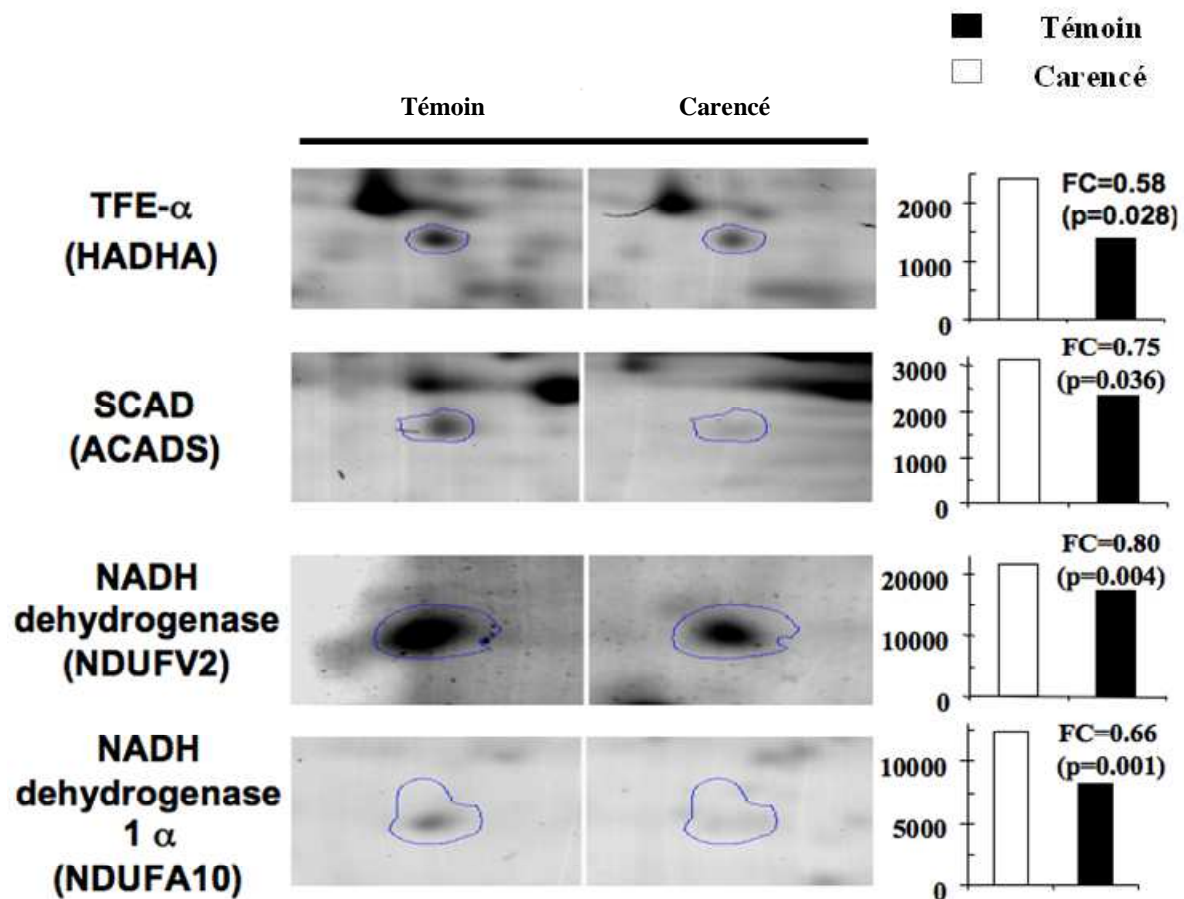 Témoin
Carencé
Témoin Carencé
TFE-α
(HADHA)
2000
1000
0
FC=0.58
(p=0.028)
SCAD
(ACADS)
3000
2000
1000
0
FC=0.75
(p=0.036)
NADH
dehydrogenase
(NDUFV2)
20000
10000
0
FC=0.80
(p=0.004)
NADH
dehydrogenase
1 α
(NDUFA10)
10000
5000
0
FC=0.66
(p=0.001)